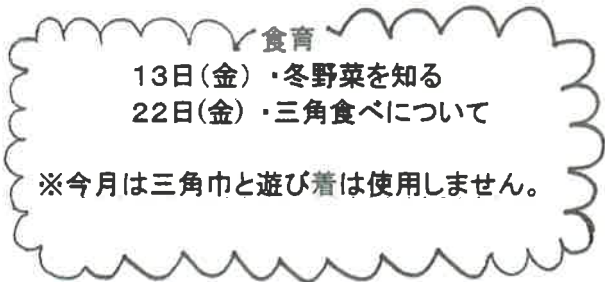 食育
13日(金) ・冬野菜を知る
22日(金) ・三角食べについて
※今月は三角巾と遊び着は使用しません。